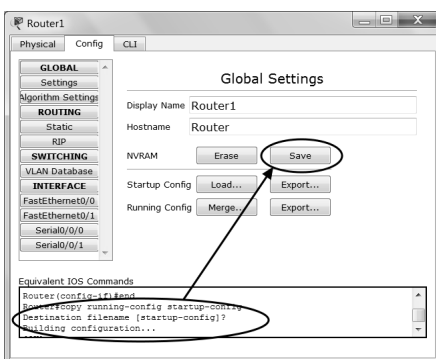 Router1
Physical Config CLI
GLOBAL
Settings
Algorithm Settings
ROUTING
Static
RIP
SWITCHING
VLAN Database
INTERFACE
FastEthernet0/0
FastEthernet0/1
Serial0/0/0
Serial0/0/1
Global Settings
Display Name Router1
Hostname Router
NVRAM Erase Save
Startup Config Load... Export...
Running Config Merge... Export...
Equivalent IOS Commands
Router(config-if)#end
Router#copy running-config startup-config
Destination filename [startup-config]?
Building configuration...